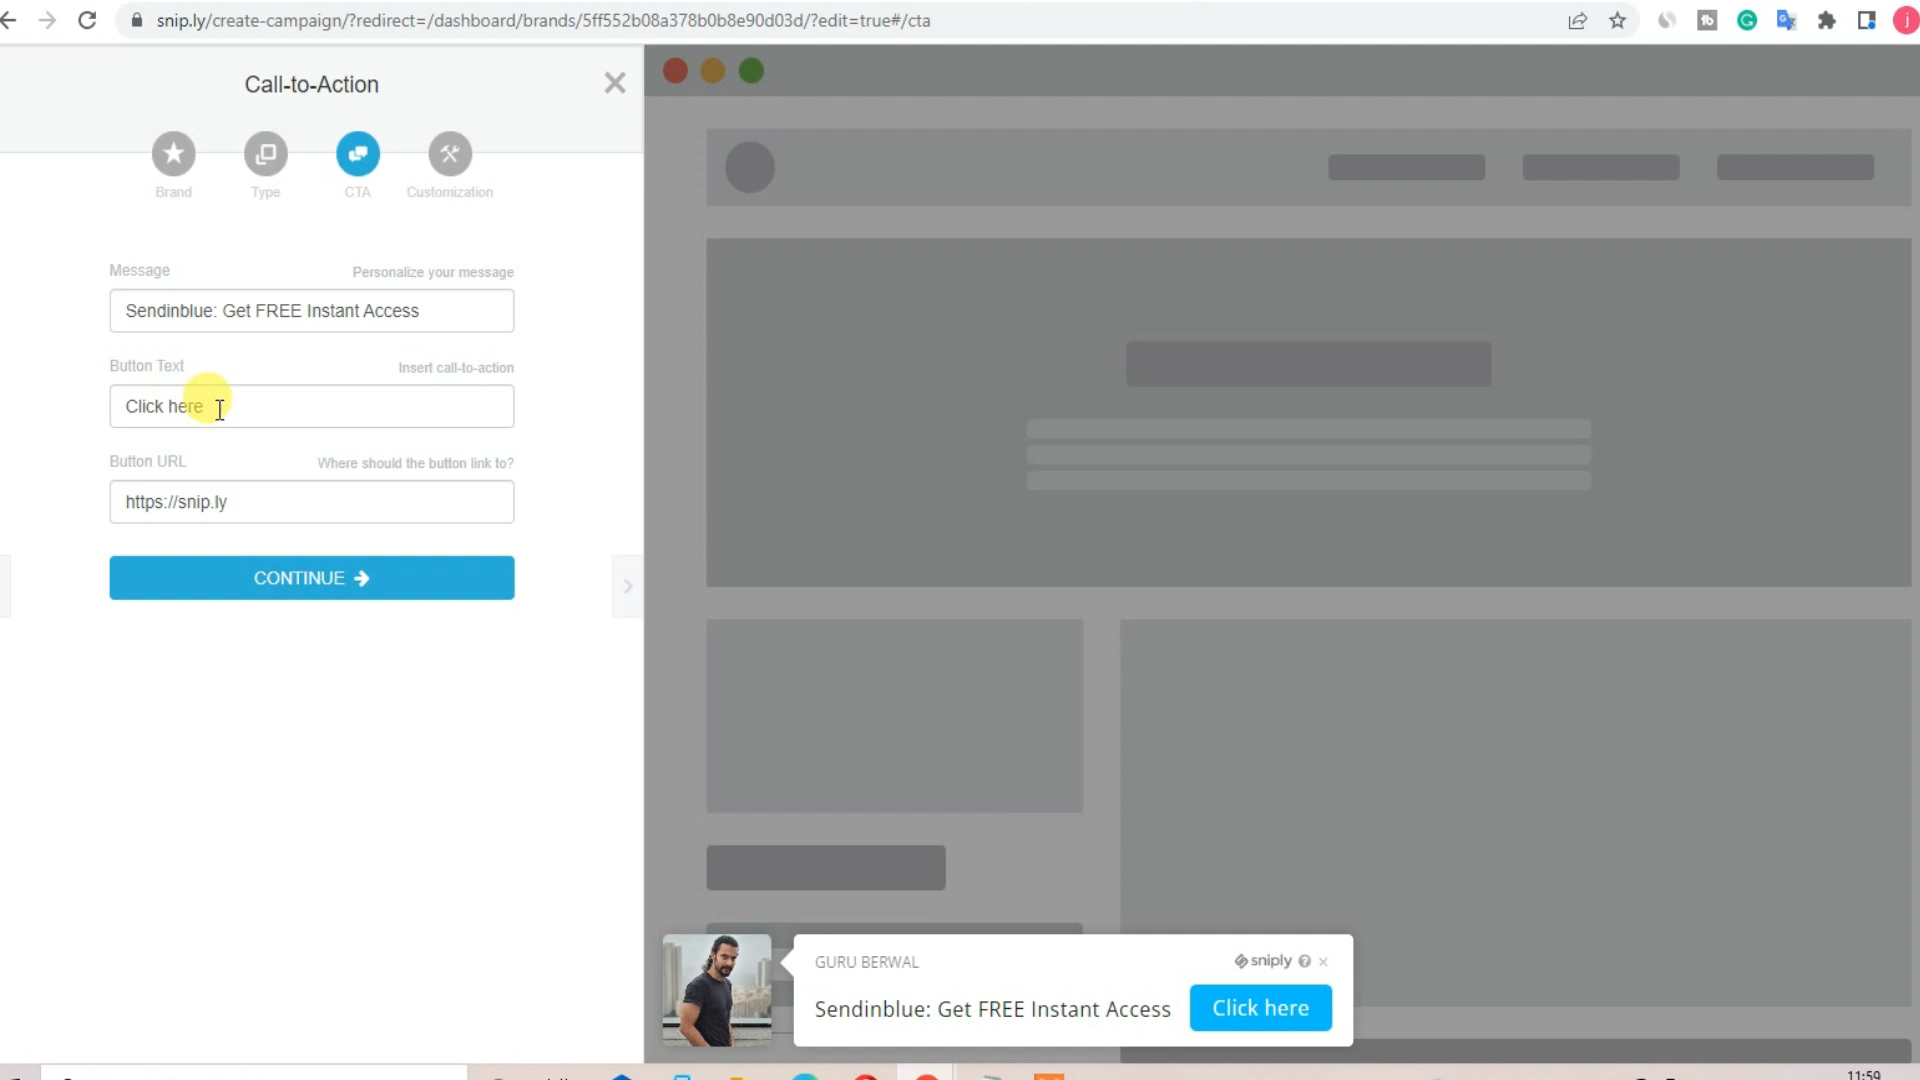 snip.ly/create-campaign/?redirect=/dashboard/brands/5ff552b08a378b0b8e90d03d/?edit=true#/cta
Call-to-Action
Brand
Type
CTA
Customization
Message
Personalize your message
Sendinblue: Get FREE Instant Access
Button Text
Insert call-to-action
Click here
Button URL
Where should the button link to?
https://snip.ly
CONTINUE
GURU BERWAL
sniply
Sendinblue: Get FREE Instant Access
Click here
11:59